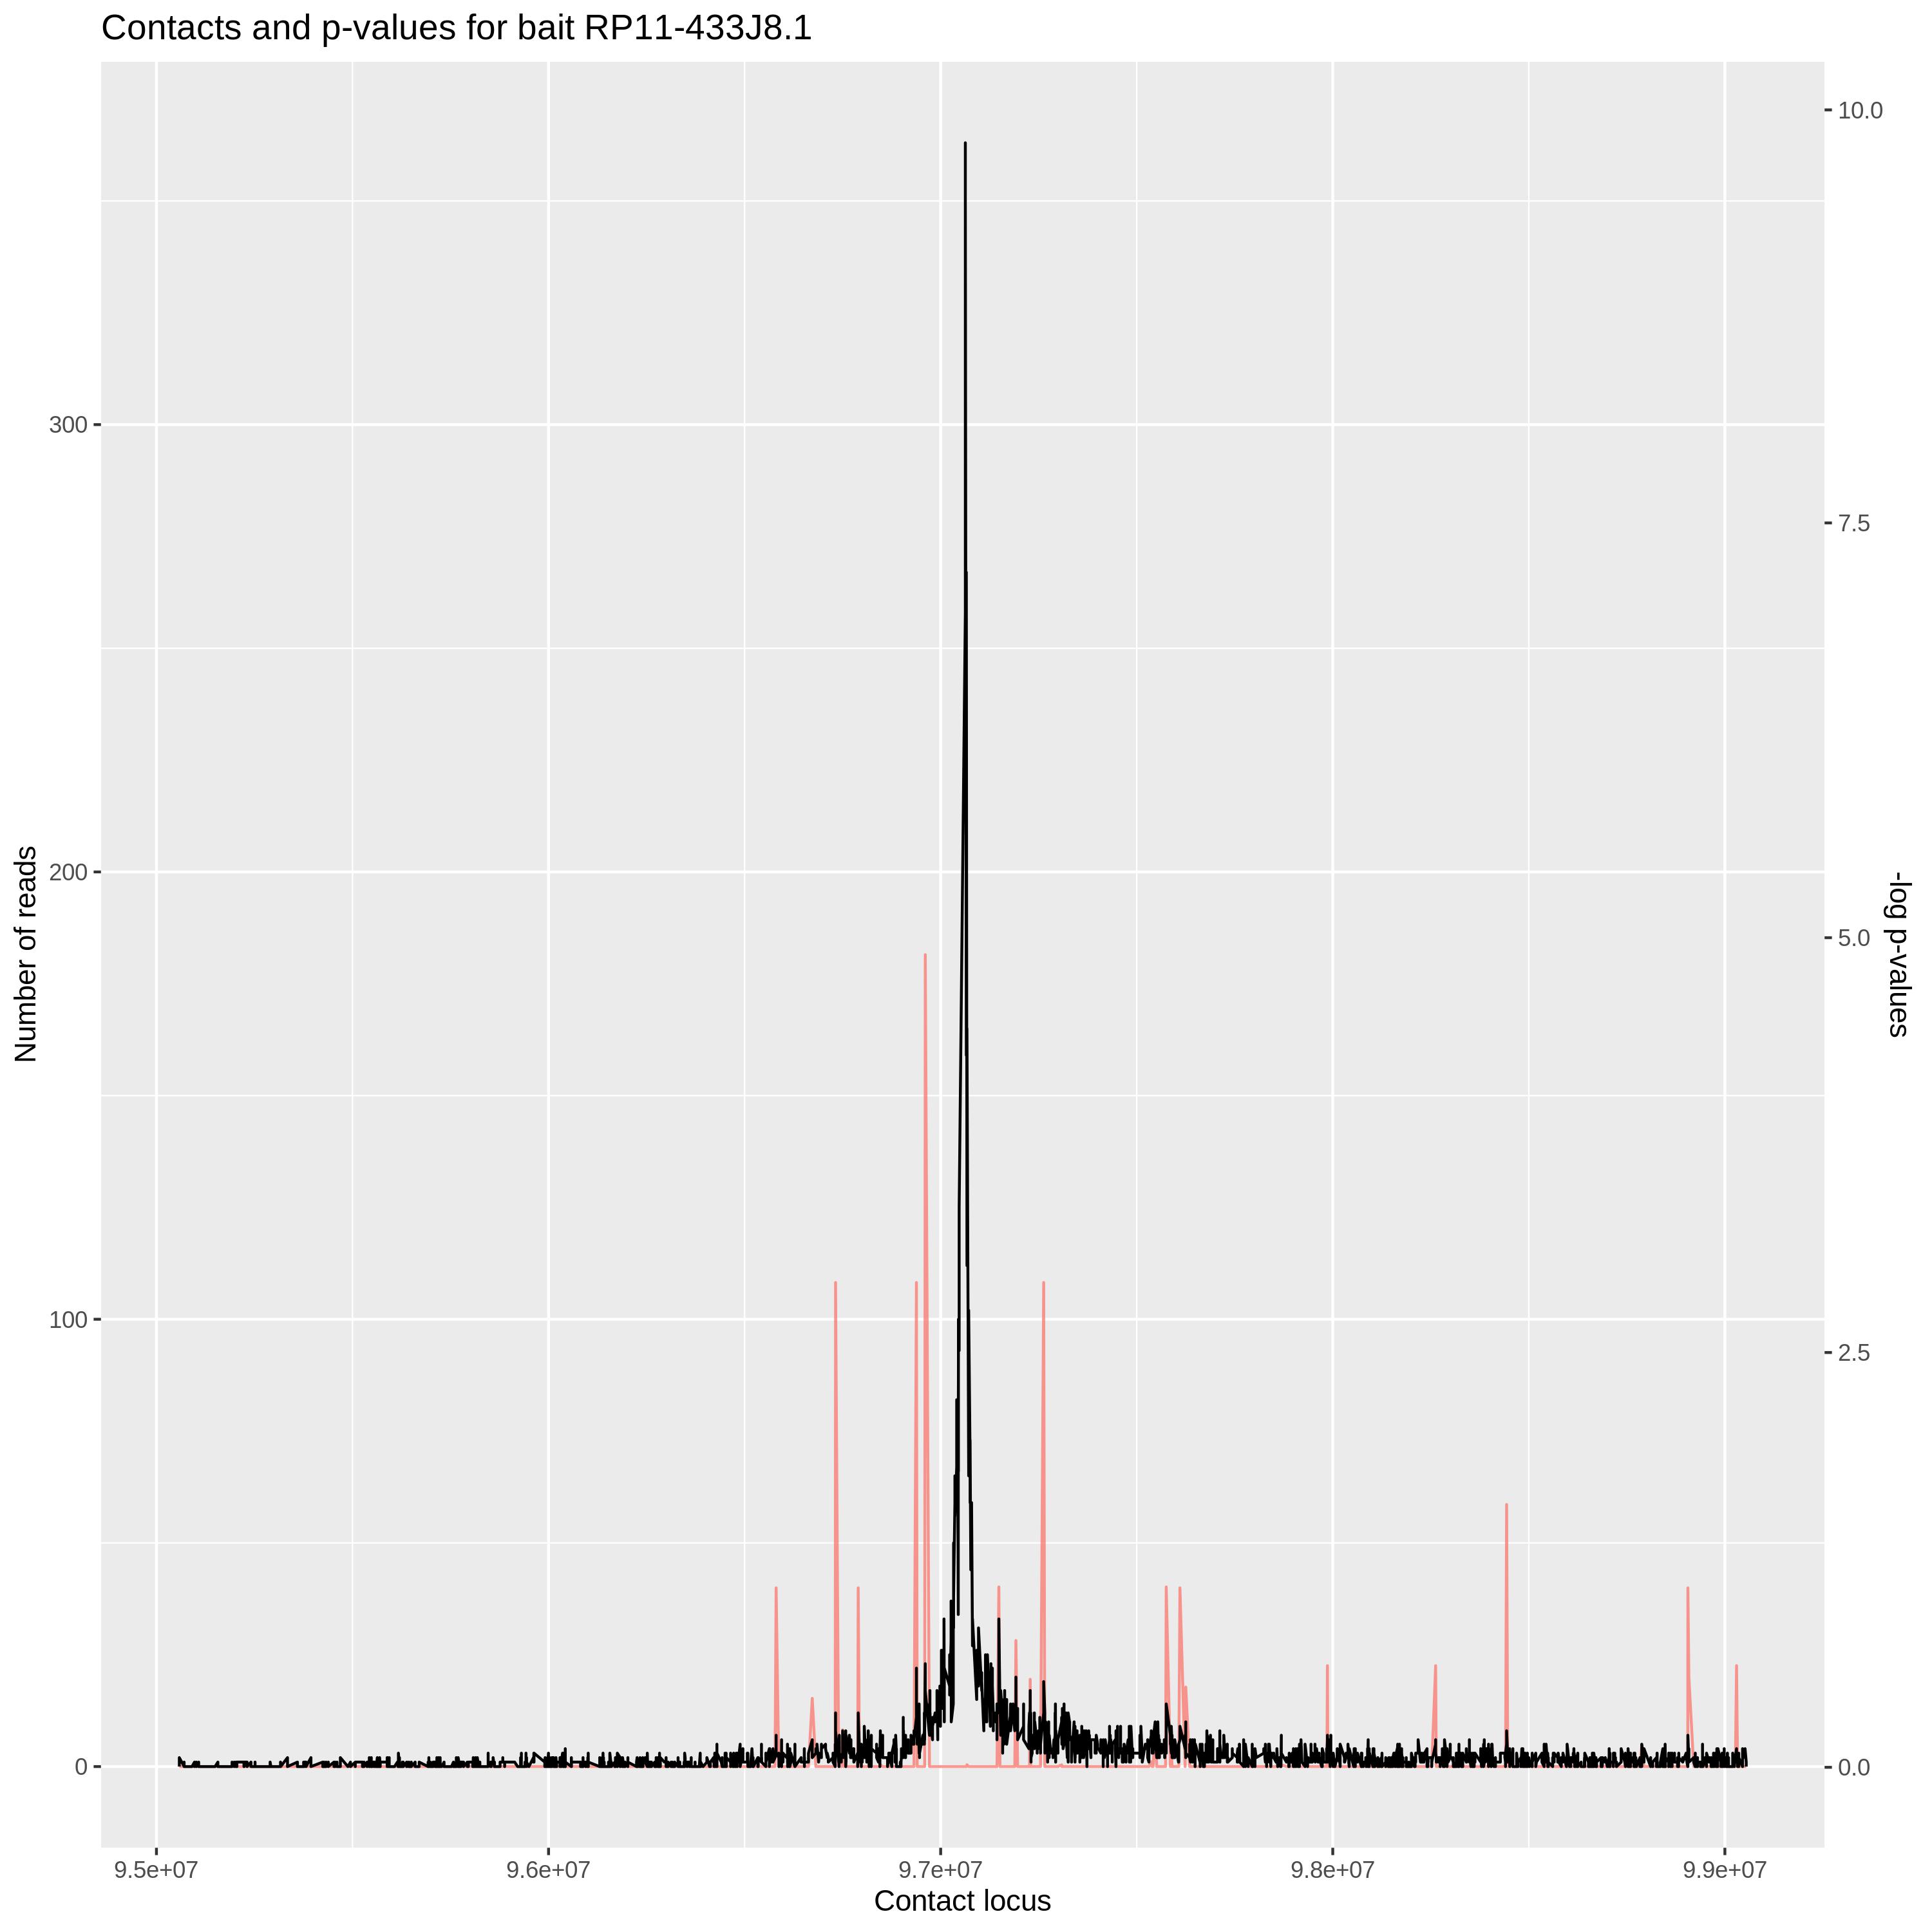 Contacts and p-values for bait RP11-433J8.1
Number of reads
300
200
100
0
10.0
7.5
5.0
2.5
0.0
-log p-values
9.5e+07
9.6e+07
9.7e+07
9.8e+07
9.9e+07
Contact locus